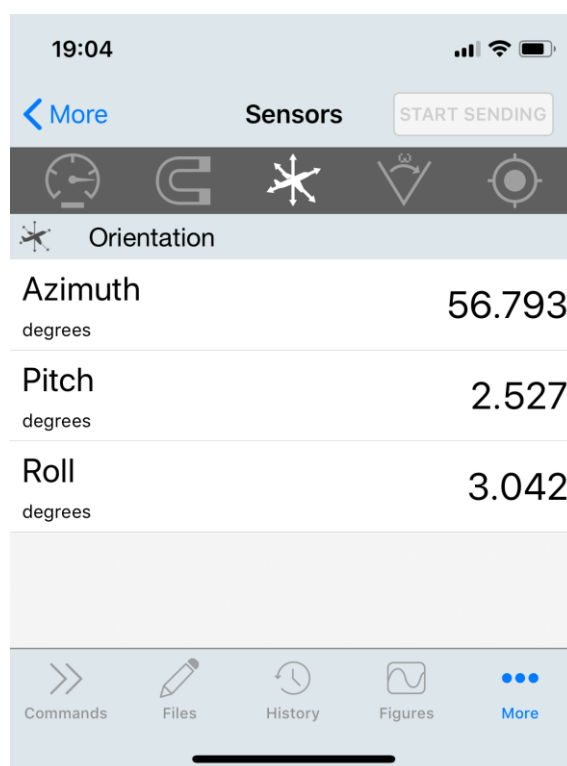 19:04
More
Sensors
START SENDING
ω
Orientation
Azimuth
56.793
degrees
Pitch
2.527
degrees
Roll
3.042
degrees
Commands
Files
History
Figures
More